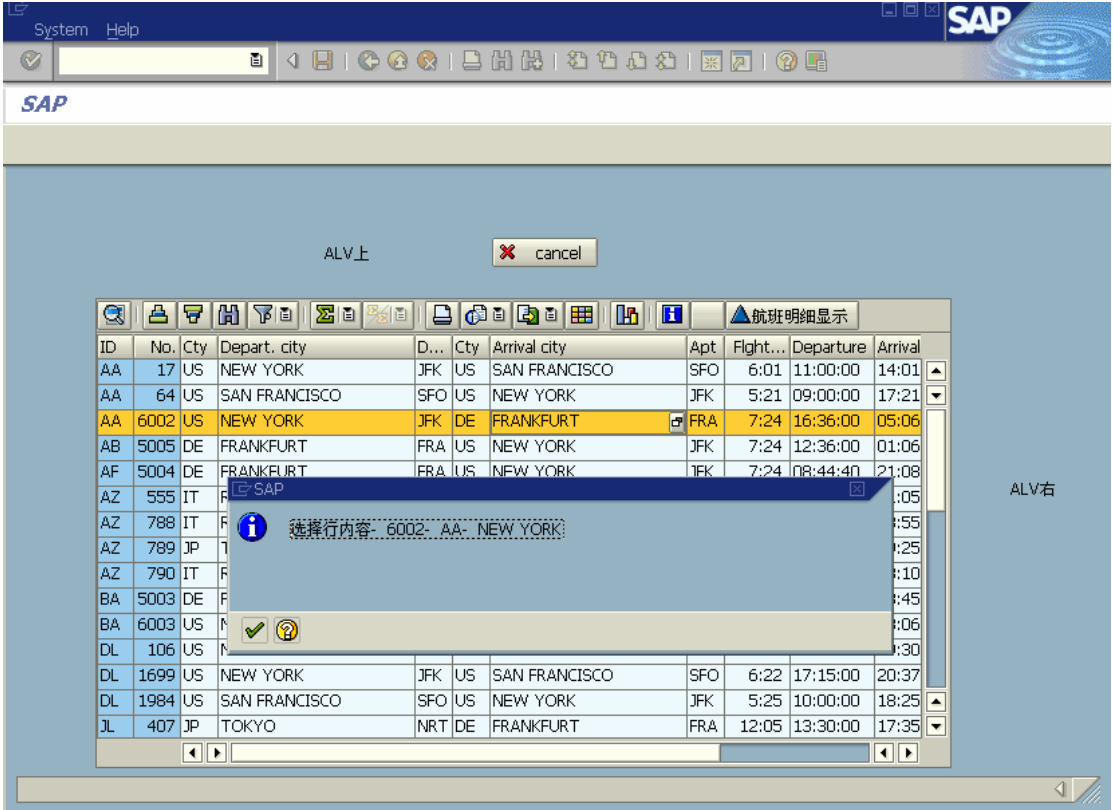 System Help
SAP
SAP
ALV上
cancel
航班明细显示
ID No. Cty Depart. city D... Cty Arrival city Apt Flght... Departure Arrival
AA 17 US NEW YORK JFK US SAN FRANCISCO SFO 6:01 11:00:00 14:01
AA 64 US SAN FRANCISCO SFO US NEW YORK JFK 5:21 09:00:00 17:21
AA 6002 US NEW YORK JFK DE FRANKFURT FRA 7:24 16:36:00 05:06
AB 5005 DE FRANKFURT FRA US NEW YORK JFK 7:24 12:36:00 01:06
AF 5004 DE FRANKFURT FRA US NEW YORK JFK 7:24 08:44:40 21:08
AZ 555 IT :05
AZ 788 IT :55
AZ 789 JP :25
AZ 790 IT :10
BA 5003 DE :45
BA 6003 US :06
DL 106 US :30
SAP
选择行内容- 6002- AA- NEW YORK
ALV右
DL 1699 US NEW YORK JFK US SAN FRANCISCO SFO 6:22 17:15:00 20:37
DL 1984 US SAN FRANCISCO SFO US NEW YORK JFK 5:25 10:00:00 18:25
JL 407 JP TOKYO NRT DE FRANKFURT FRA 12:05 13:30:00 17:35